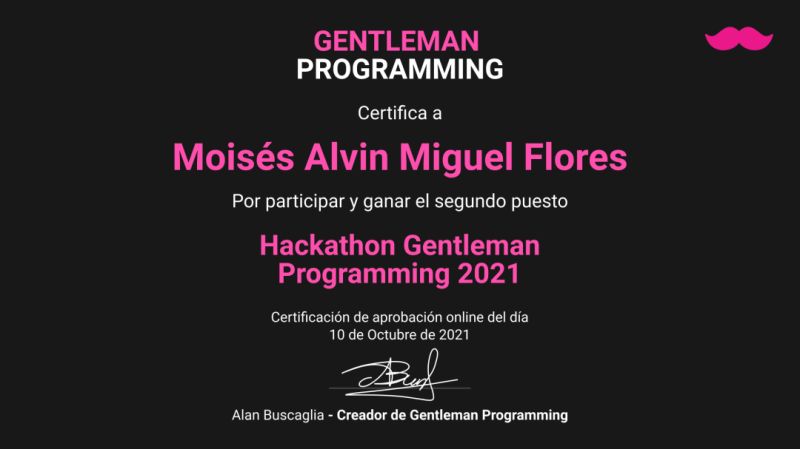 GENTLEMAN
PROGRAMMING
Certifica a
Moisés Alvin Miguel Flores
Por participar y ganar el segundo puesto
Hackathon Gentleman
Programming 2021
Certificación de aprobación online del día
10 de Octubre de 2021
Alan Buscaglia - Creador de Gentleman Programming